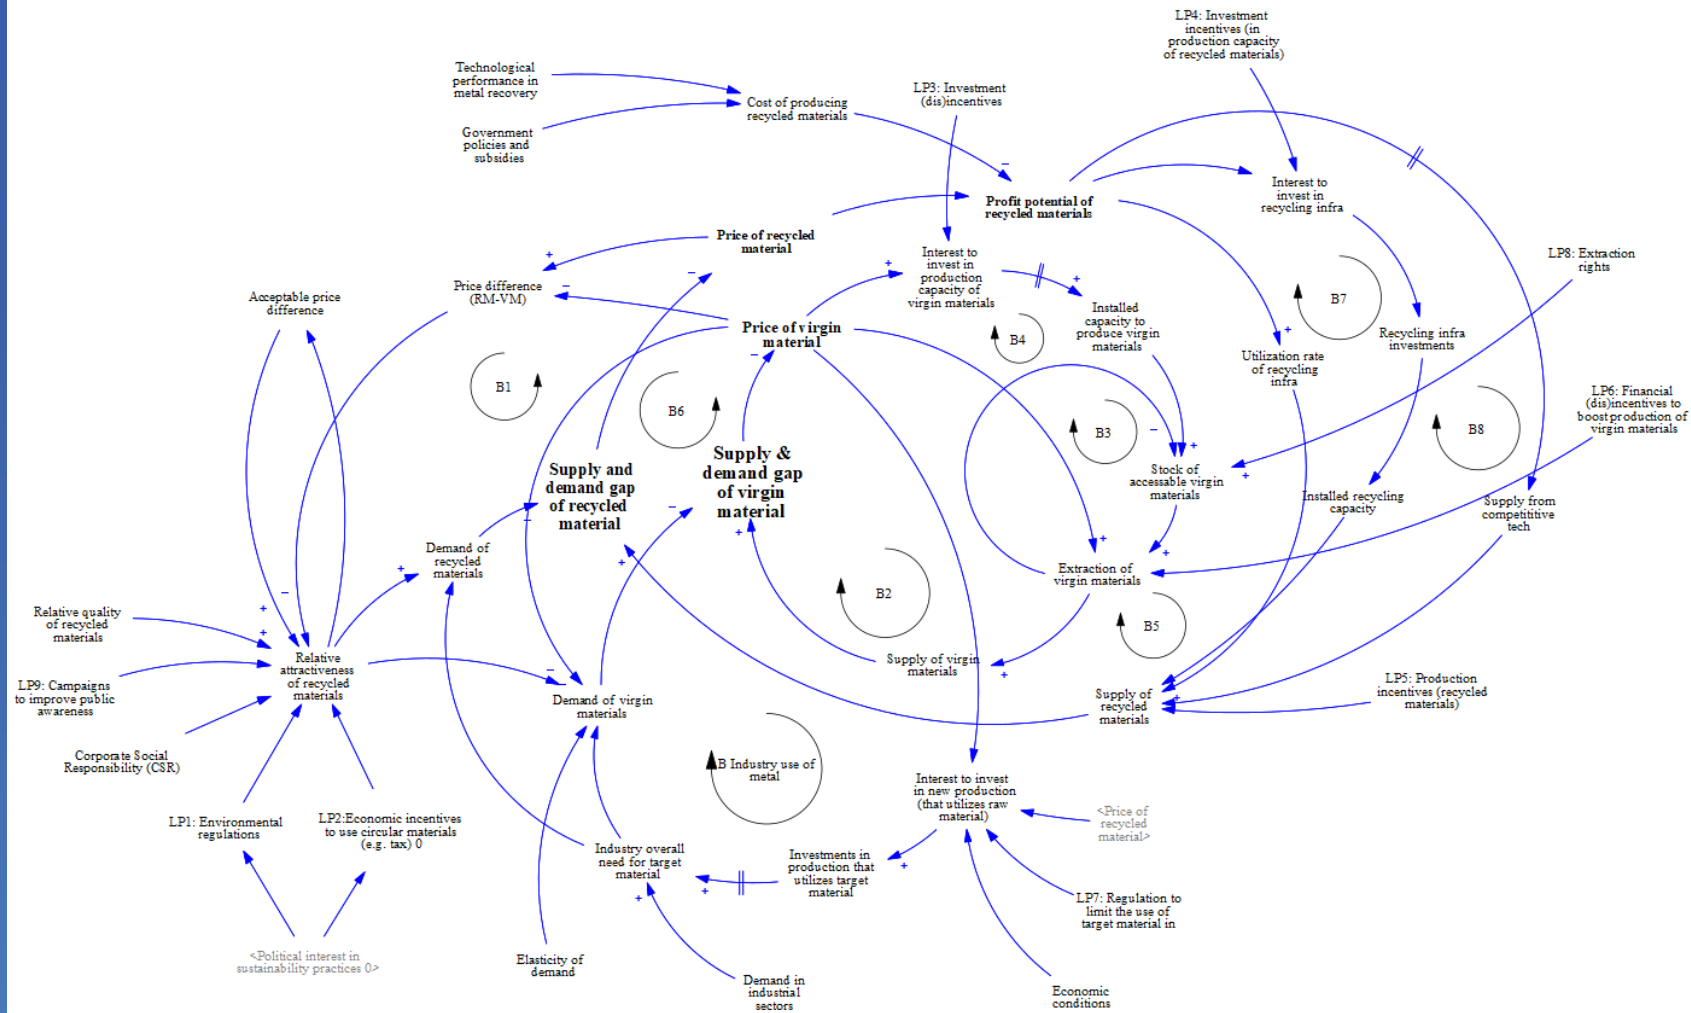 LP4: Investment
incentives (in
production capacity
of recycled materials)
Technological
performance in
metal recovery
LP3: Investment
(dis)incentives
Cost of producing
recycled materials
Government
policies and
subsidies
-
//
Interest to
invest in
recycling infra
Profit potential of
recycled materials
Price of recycled
material
+
-
+
Interest to
invest in
production
capacity of
virgin materials
//
+
LP8: Extraction
rights
Acceptable price
difference
Price difference
(RM-VM)
-
B7
Installed
capacity to
produce virgin
materials
Price of virgin
material
-
B4
+
Recycling infra
investments
Utilization rate
of recycling
infra
B1
B6
LP6: Financial
(dis)incentives to
boost production of
virgin materials
B3
-
+
B8
Supply &
demand gap
of virgin
material
Supply and
demand gap
of recycled
material
Stock of
accessable virgin
materials
+
Installed recycling
capacity
Supply from
competitive
tech
-
-
+
+
+
+
Demand of
recycled
materials
+
Extraction of
virgin materials
B2
-
+
+
Relative quality
of recycled
materials
B5
Relative
attractiveness
of recycled
materials
Supply of virgin
materials
+
-
-
LP9: Campaigns
to improve public
awareness
Demand of virgin
materials
Supply of
recycled
materials
+
LP5: Production
incentives (recycled
materials)
Corporate Social
Responsibility (CSR)
B Industry use of
metal
Interest to invest
in new production
(that utilizes raw
material)
<Price of
recycled
material>
LP1: Environmental
regulations
LP2:Economic incentives
to use circular materials
(e.g. tax) 0
Industry overall
need for target
material
Investments in
production that
utilizes target
material
+
+
+
LP7: Regulation to
limit the use of
target material in
<Political interest in
sustainability practices 0>
Elasticity of
demand
Demand in
industrial
sectors
Economic
conditions